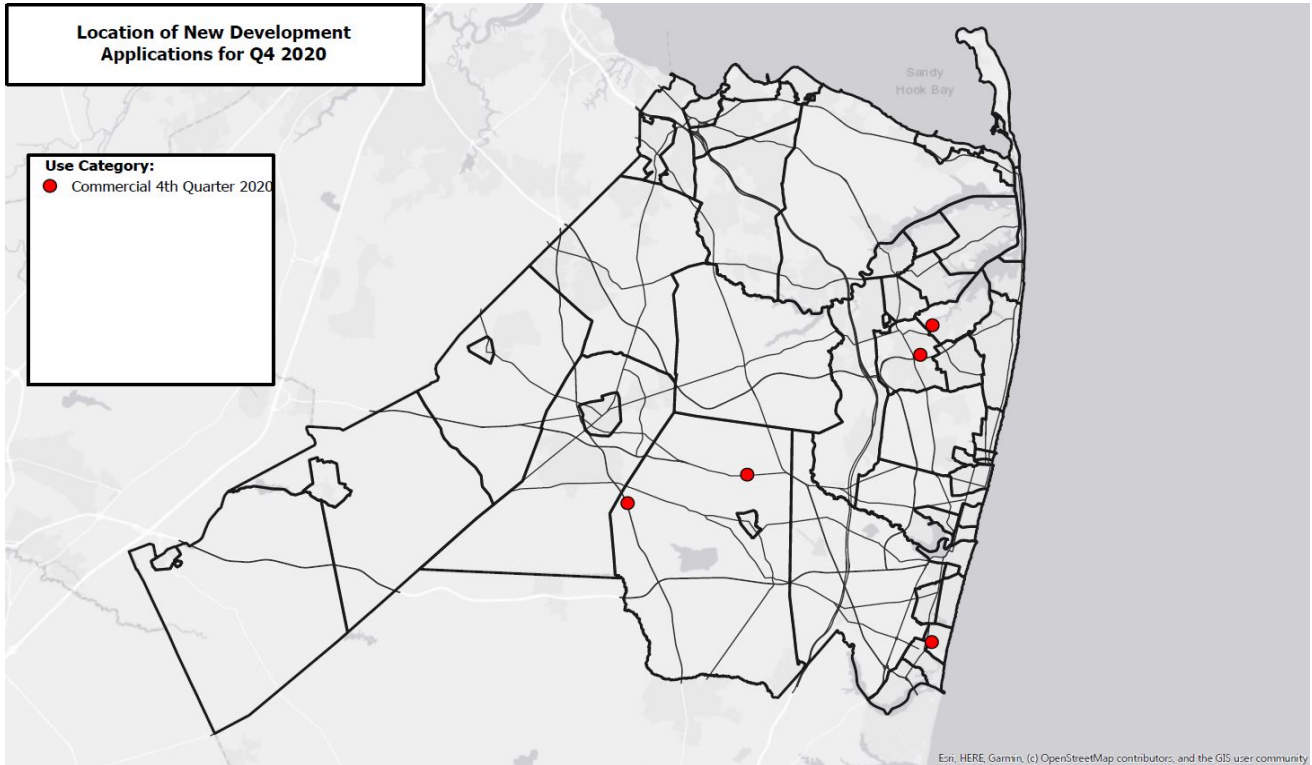 Location of New Development
Applications for Q4 2020
Sandy
Hook Bay
Use Category:
Commercial 4th Quarter 2020
Esri, HERE, Garmin, (c) OpenStreetMap contributors, and the GIS user community